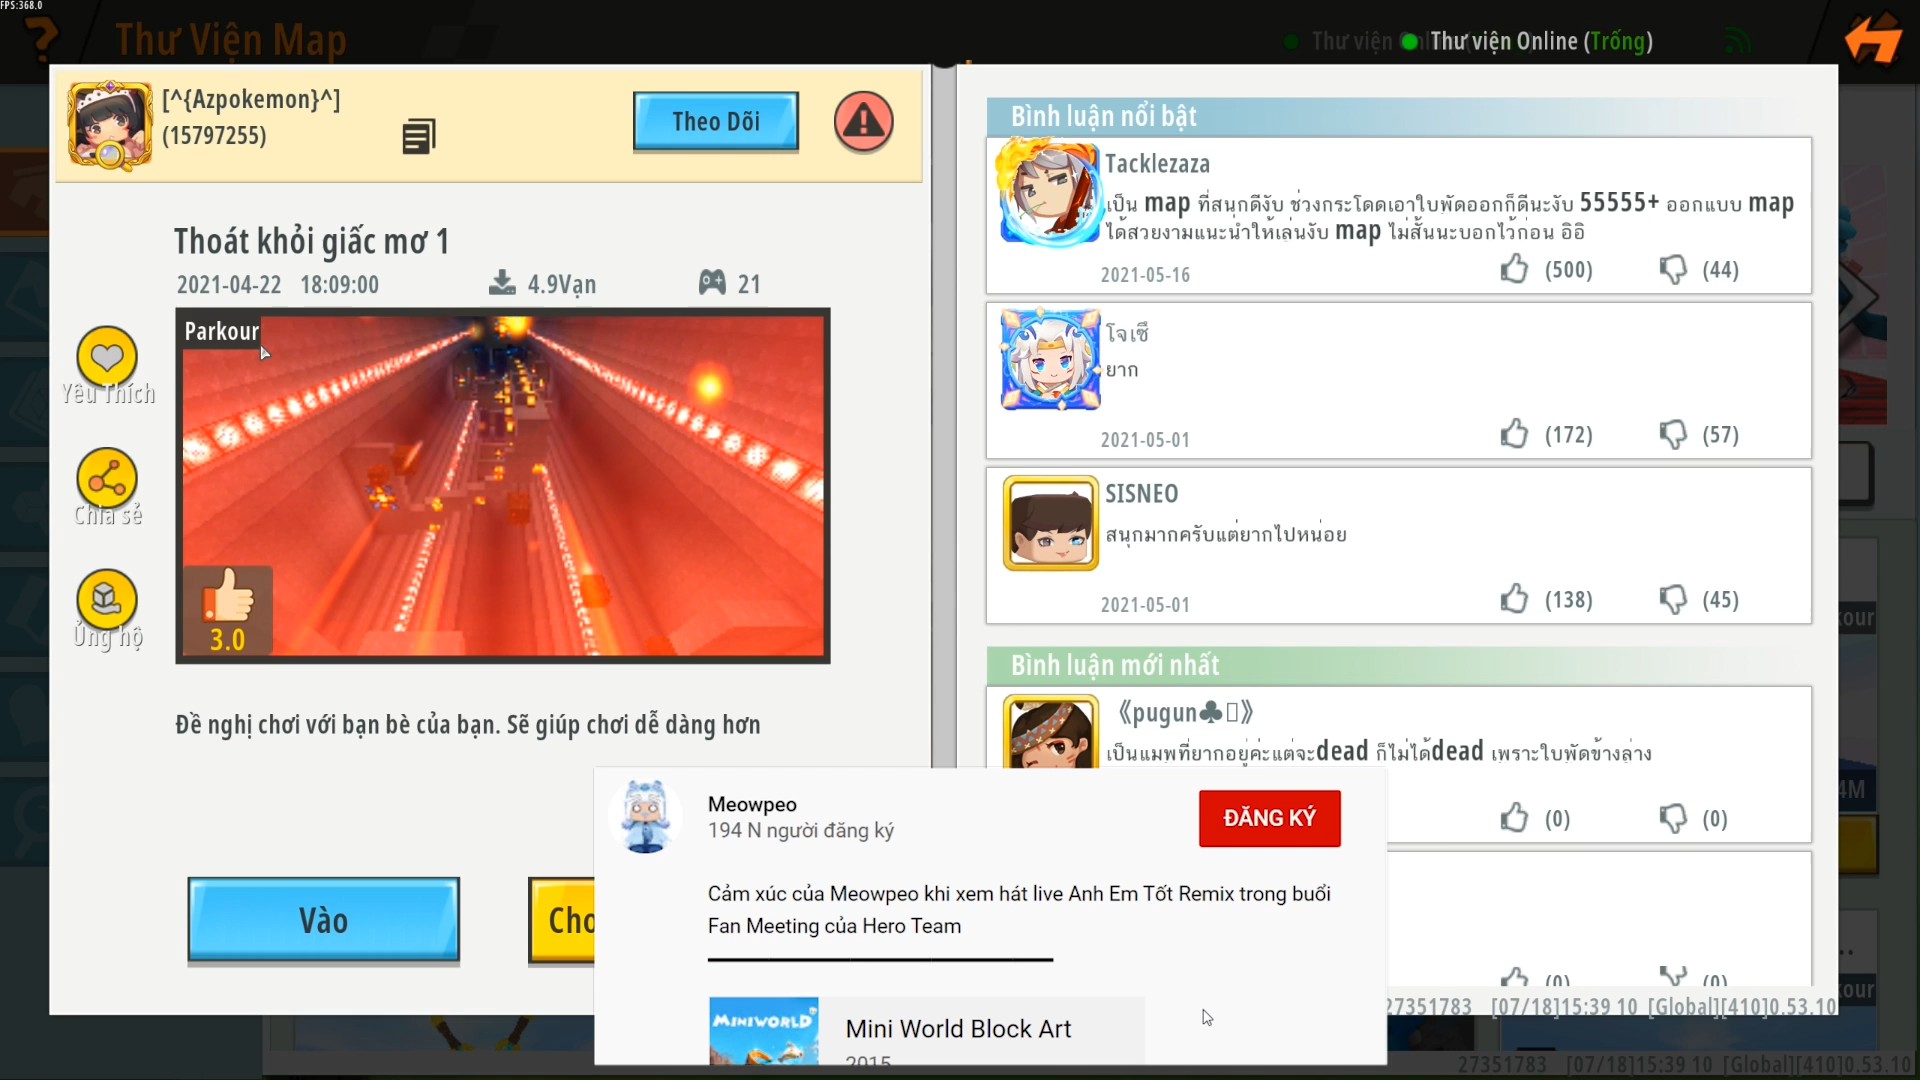 FPS:368.0
Thư Viện Map
Thư viện Online (Trống)
[^{Azpokemon}^]
(15797255)
Theo Dõi
Thoát khỏi giấc mơ 1
2021-04-22 18:09:00
4.9Vạn
21
Parkour
Yêu Thích
Chia sẻ
Ủng hộ
3.0
Đề nghị chơi với bạn bè của bạn. Sẽ giúp chơi dễ dàng hơn
Vào
Bình luận nổi bật
Tacklezaza
เป็น map ที่สนุกดีงับ ช่วงกระโดดเอาใบพัดออกก็ดีนะงับ 55555+ ออกแบบ map
ได้สวยงามแนะนำให้เล่นงับ map ไม่สั้นนะบอกไว้ก่อน อิอิ
2021-05-16
(500)
(44)
โจเซึ
ยาก
2021-05-01
(172)
(57)
SISNEO
สนุกมากครับแต่ยากไปหน่อย
2021-05-01
(138)
(45)
Bình luận mới nhất
《pugun♣》
เป็นแมพที่ยากอยู่ค่ะแต่จะdead ก็ไม่ได้dead เพราะใบพัดข้างล่าง
(0)
(0)
(0)
(0)
Meowpeo
194 N người đăng ký
ĐĂNG KÝ
Cảm xúc của Meowpeo khi xem hát live Anh Em Tốt Remix trong buổi
Fan Meeting của Hero Team
MINIWORLD
Mini World Block Art
2015
27351783 [07/18]15:39 10 [Global][410]0.53.10
27351783 [07/18]15:39 10 [Global][410]0.53.10